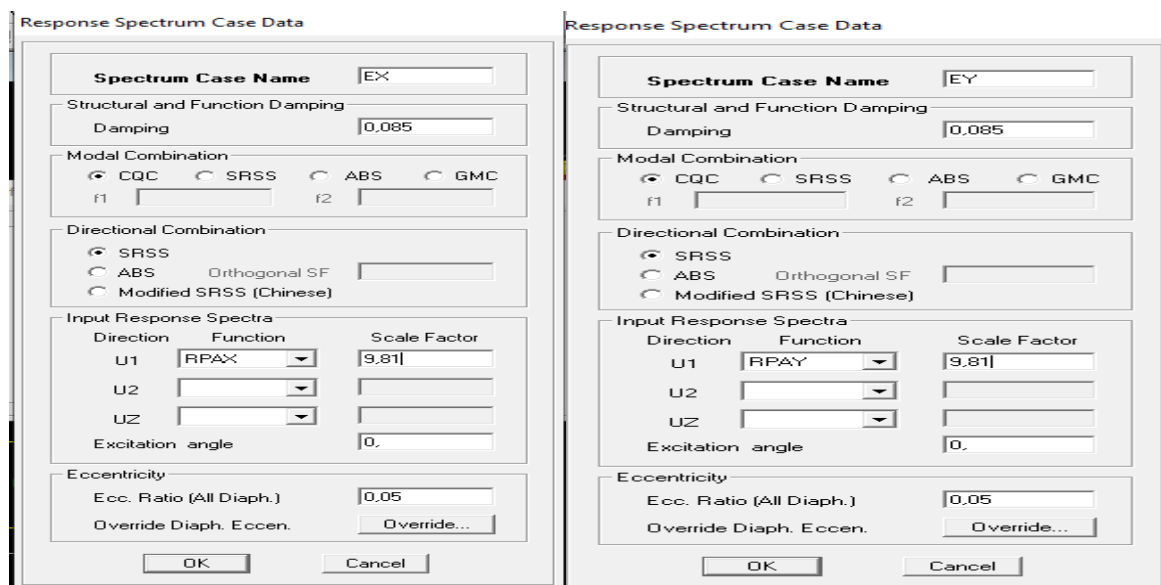 Response Spectrum Case Data
Spectrum Case Name EX
Structural and Function Damping
Damping 0,085
Modal Combination
CQC SRSS ABS GMC
f1 f2
Directional Combination
SRSS
ABS Orthogonal SF
Modified SRSS (Chinese)
Input Response Spectra
Direction Function Scale Factor
U1 RPAX 9,81
U2
UZ
Excitation angle 0,
Eccentricity
Ecc. Ratio (All Diaph.) 0,05
Override Diaph. Eccen. Override...
OK Cancel
Response Spectrum Case Data
Spectrum Case Name EY
Structural and Function Damping
Damping 0,085
Modal Combination
CQC SRSS ABS GMC
f1 f2
Directional Combination
SRSS
ABS Orthogonal SF
Modified SRSS (Chinese)
Input Response Spectra
Direction Function Scale Factor
U1 RPAY 9,81
U2
UZ
Excitation angle 0,
Eccentricity
Ecc. Ratio (All Diaph.) 0,05
Override Diaph. Eccen. Override...
OK Cancel